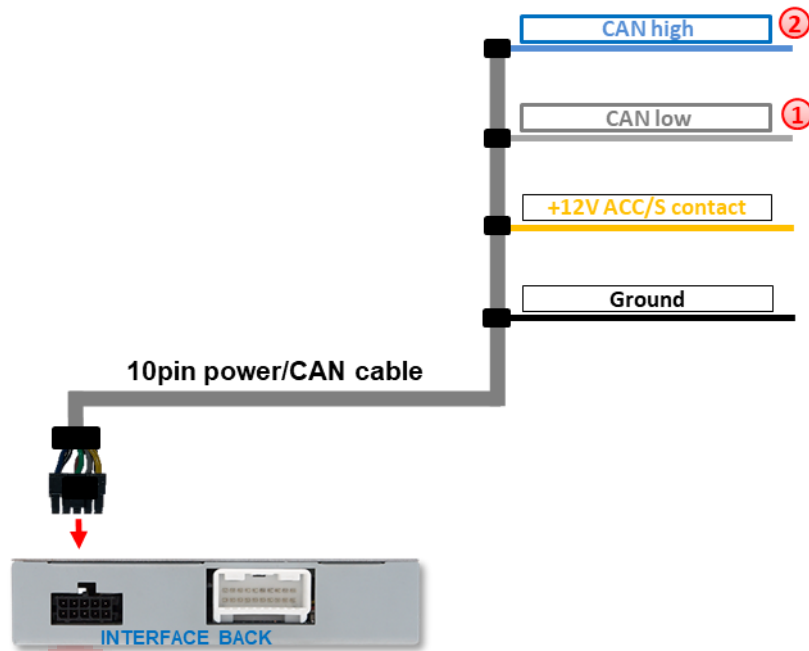 CAN high 2
CAN low 1
+12V ACC/S contact
Ground
10pin power/CAN cable
INTERFACE BACK